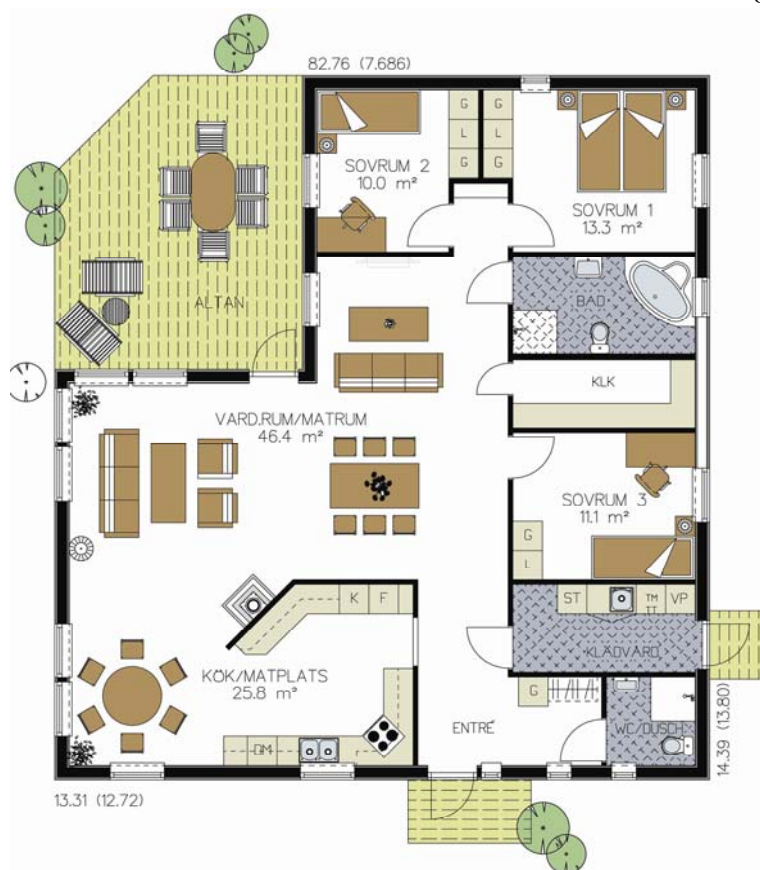 82.76 (7.686)
G
L
G
G
L
G
SOVRUM 2
10.0 m²
SOVRUM 1
13.3 m²
ALTAN
BAD
KLK
VARD.RUM/MATRUM
46.4 m²
SOVRUM 3
11.1 m²
G
L
K
F
ST
TM
TT
VP
KLÄDVÅRD
KÖK/MATPLATS
25.8 m²
G
ENTRÉ
WC/DUSCH
DM
14.39 (13.80)
13.31 (12.72)